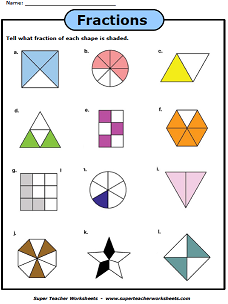 Name:
Fractions
Tell what fraction of each shape is shaded.
a.
b.
c.
d.
e.
f.
g.
h.
i.
j.
k.
l.
Super Teacher Worksheets - www.superteacherworksheets.com